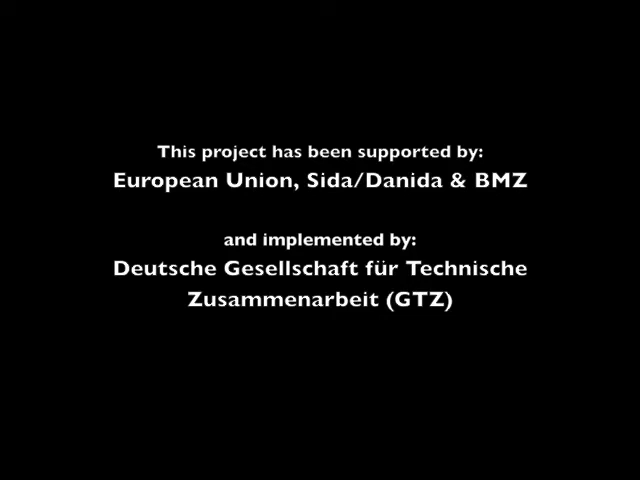 This project has been supported by:
European Union, Sida/Danida & BMZ
and implemented by:
Deutsche Gesellschaft für Technische
Zusammenarbeit (GTZ)